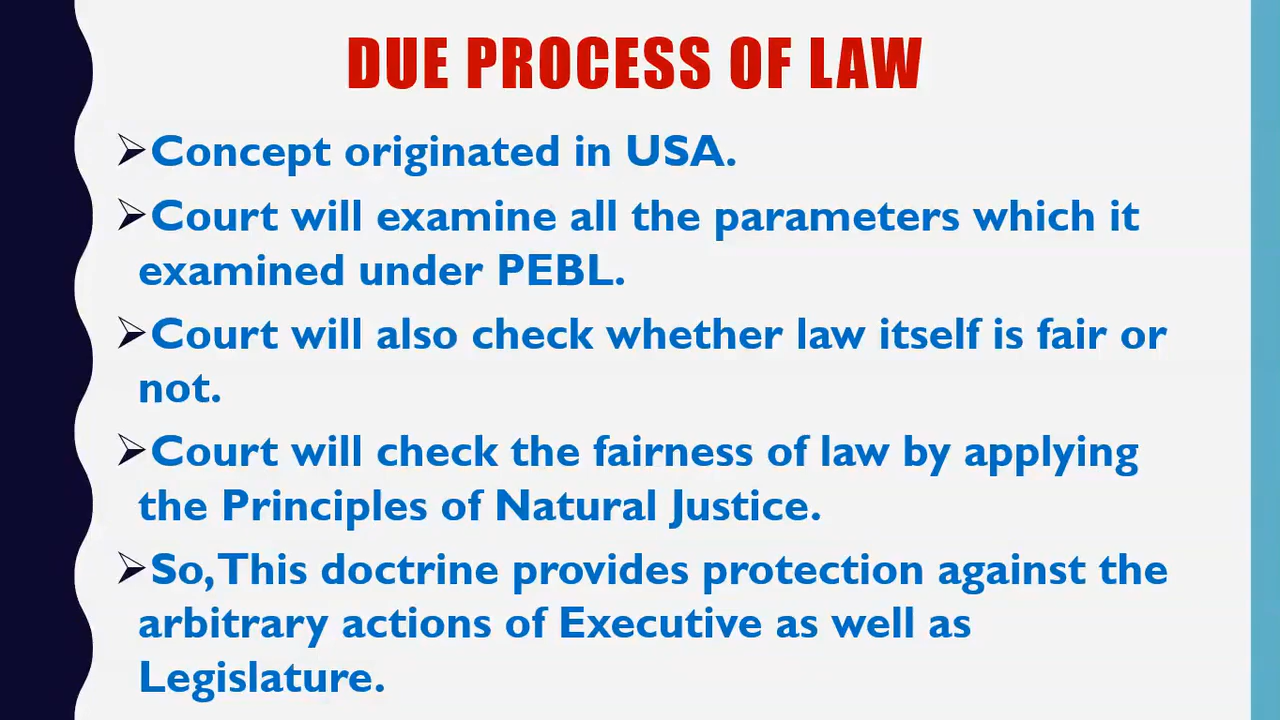 DUE PROCESS OF LAW
➢Concept originated in USA.
➢Court will examine all the parameters which it
examined under PEBL.
➢Court will also check whether law itself is fair or
not.
➢Court will check the fairness of law by applying
the Principles of Natural Justice.
➢So,This doctrine provides protection against the
arbitrary actions of Executive as well as
Legislature.